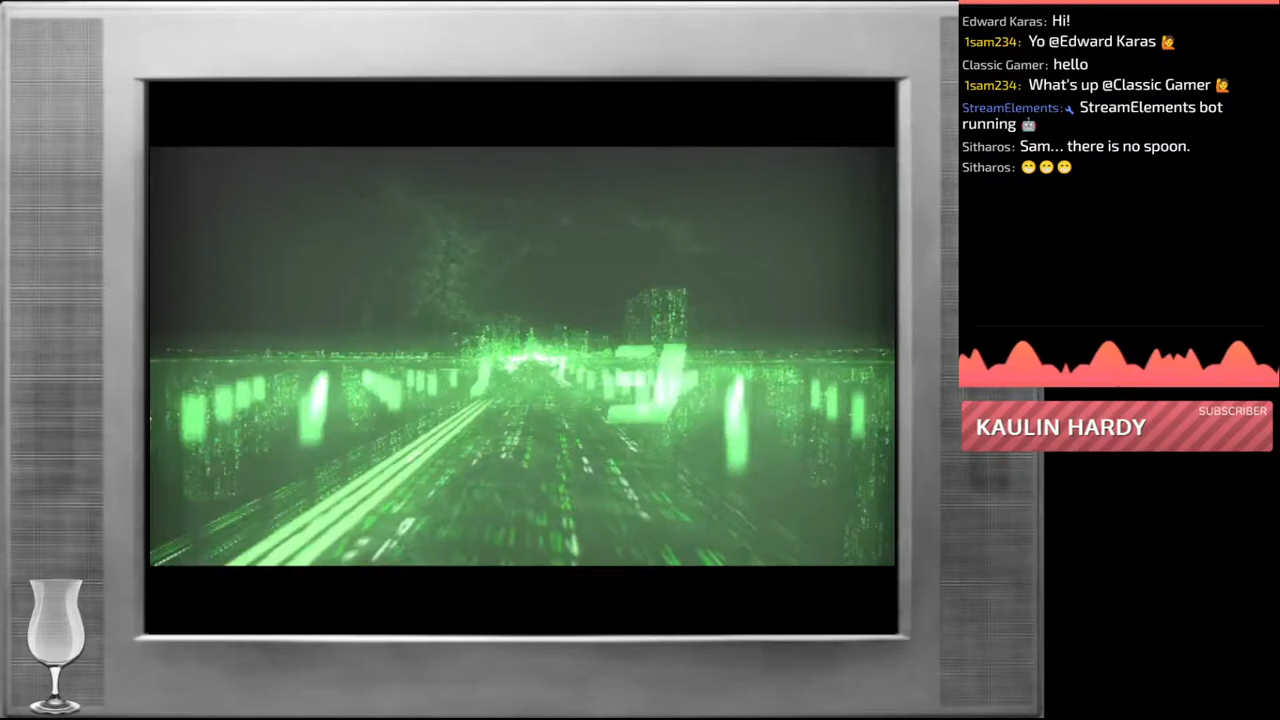 Edward Karas: Hi!
1sam234: Yo @Edward Karas 🙋
Classic Gamer: hello
1sam234: What's up @Classic Gamer 🙋
StreamElements: StreamElements bot
running 🤖
Sitharos: Sam... there is no spoon.
Sitharos: 😁😁😁
SUBSCRIBER
KAULIN HARDY